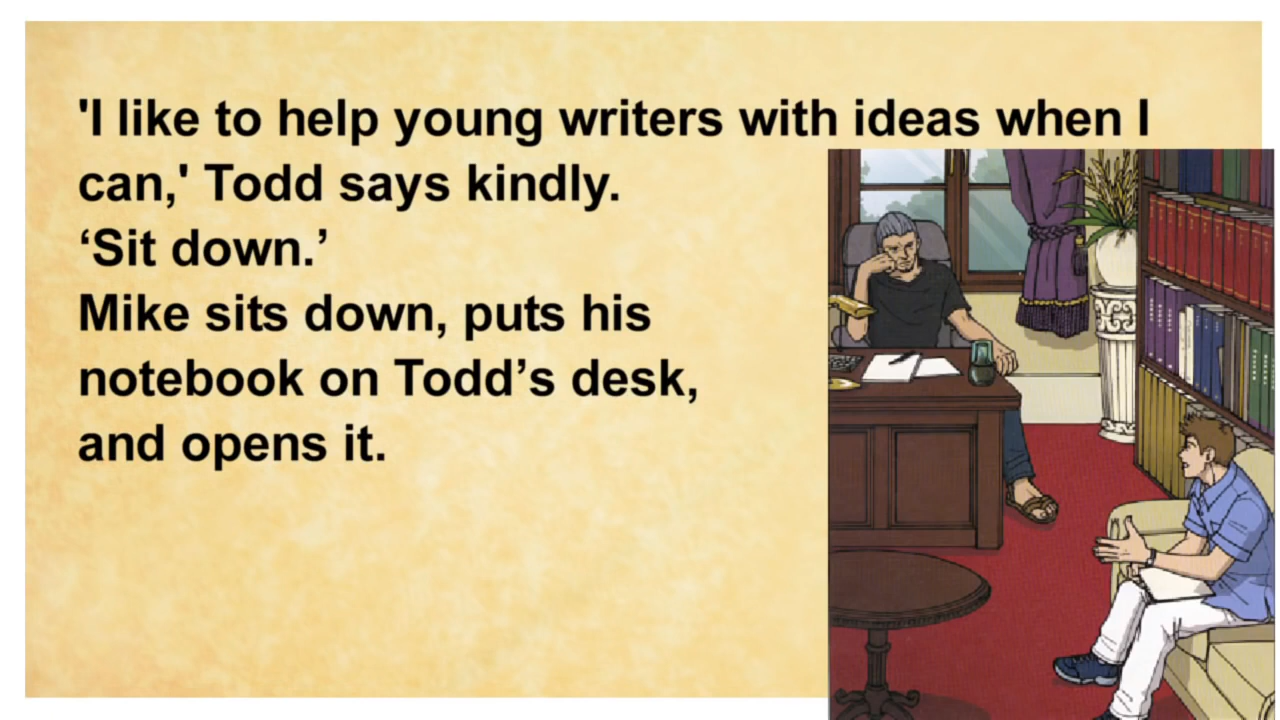 'I like to help young writers with ideas when I
can,' Todd says kindly.
‘Sit down.’
Mike sits down, puts his
notebook on Todd’s desk,
and opens it.